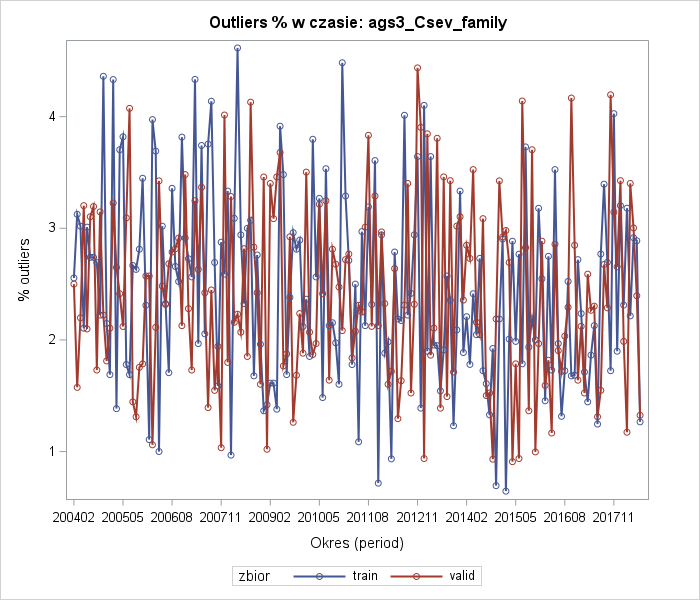 Outliers % w czasie: ags3_Csev_family
% outliers
4
3
2
1
200402 200505 200608 200711 200902 201005 201108 201211 201402 201505 201608 201711
Okres (period)
zbior train valid